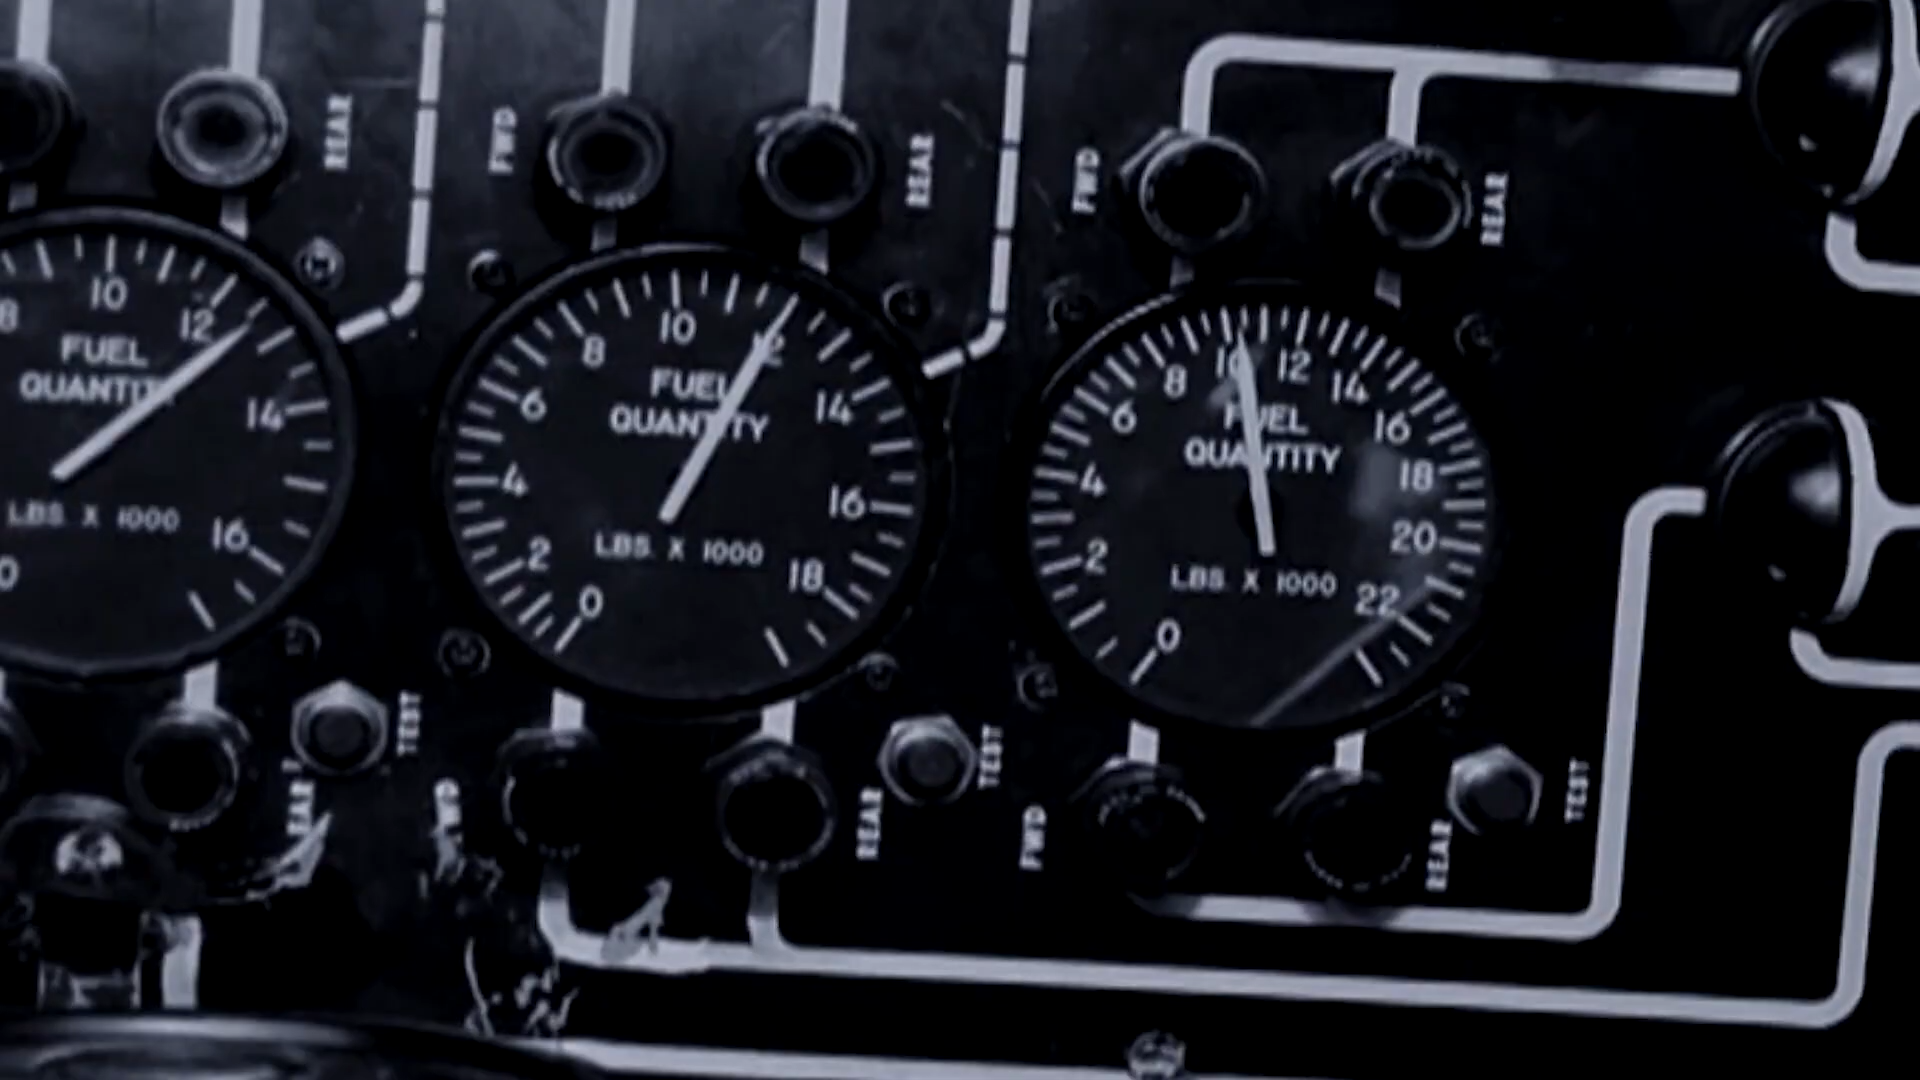 REAR
FWD
REAR
FWD
REAR
8
10
12
14
16
0
FUEL
QUANTITY
LBS. X 1000
0
2
4
6
8
10
12
14
16
18
FUEL
QUANTITY
LBS. X 1000
0
2
4
6
8
10
12
14
16
18
20
22
FUEL
QUANTITY
LBS. X 1000
REAR
TEST
FWD
REAR
TEST
FWD
REAR
TEST